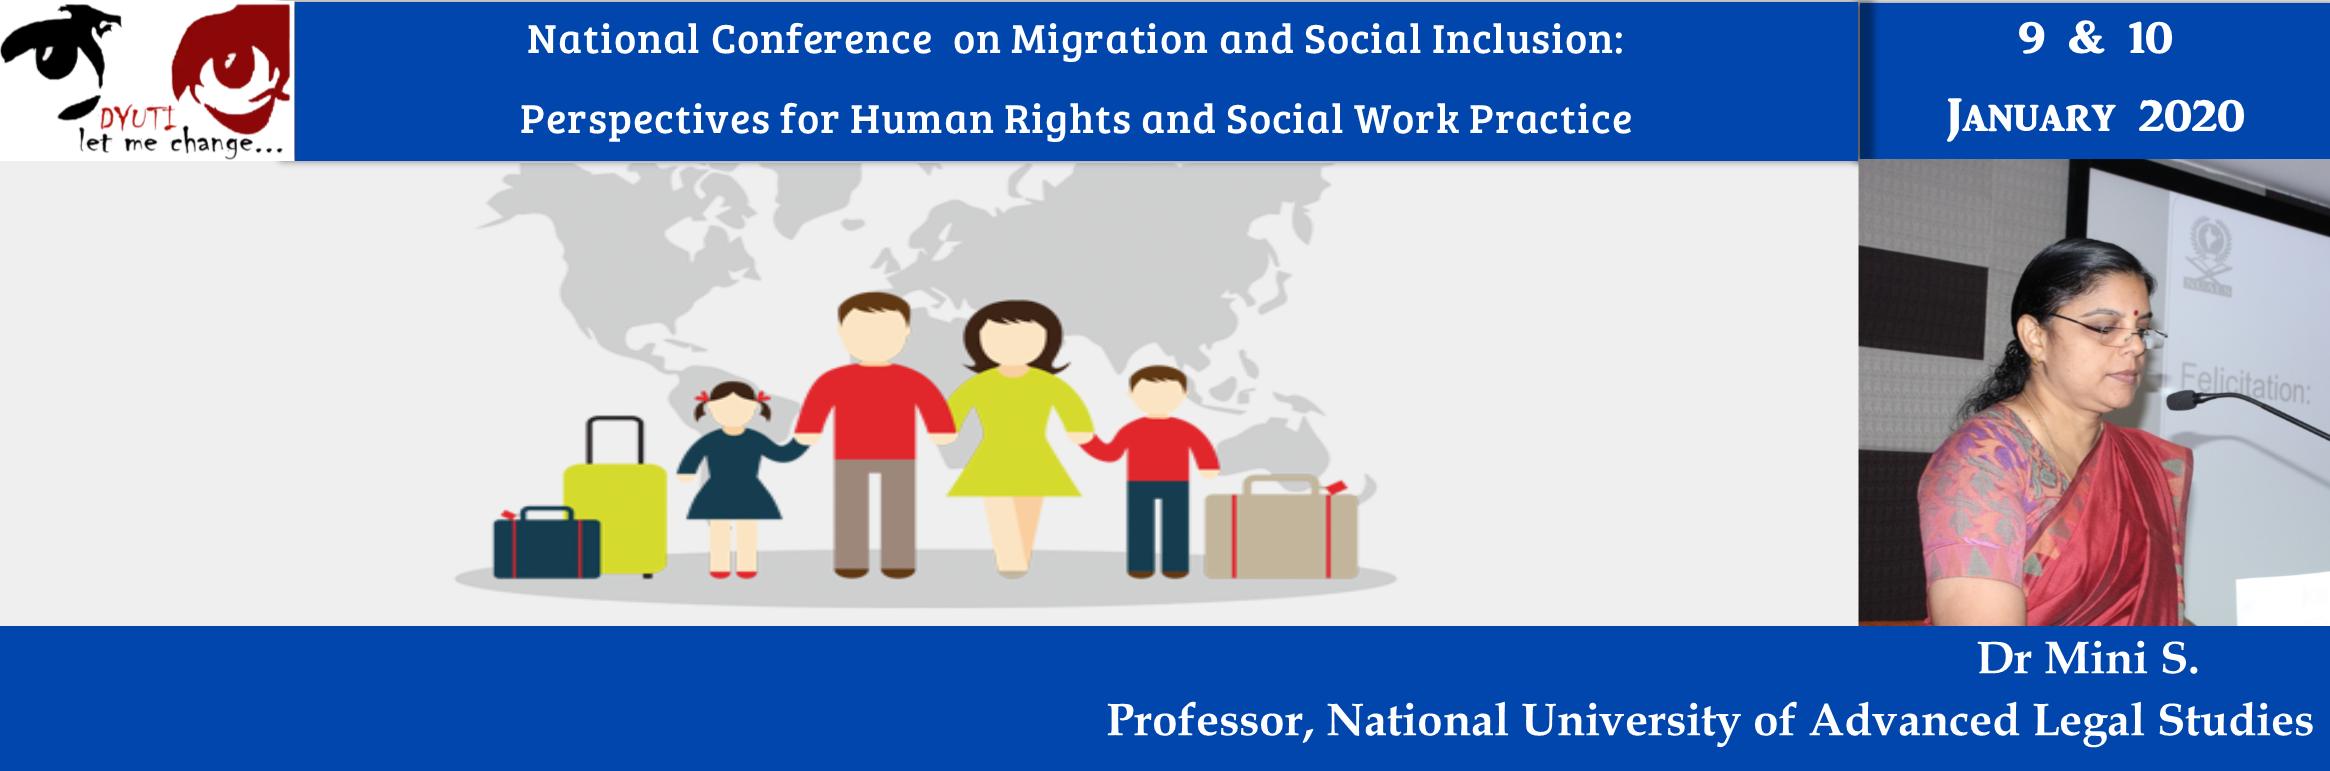 DYUTI
let me change...
National Conference on Migration and Social Inclusion:
Perspectives for Human Rights and Social Work Practice
9 & 10
JANUARY 2020
NUALS
Felicitation:
Dr Mini S.
Professor, National University of Advanced Legal Studies